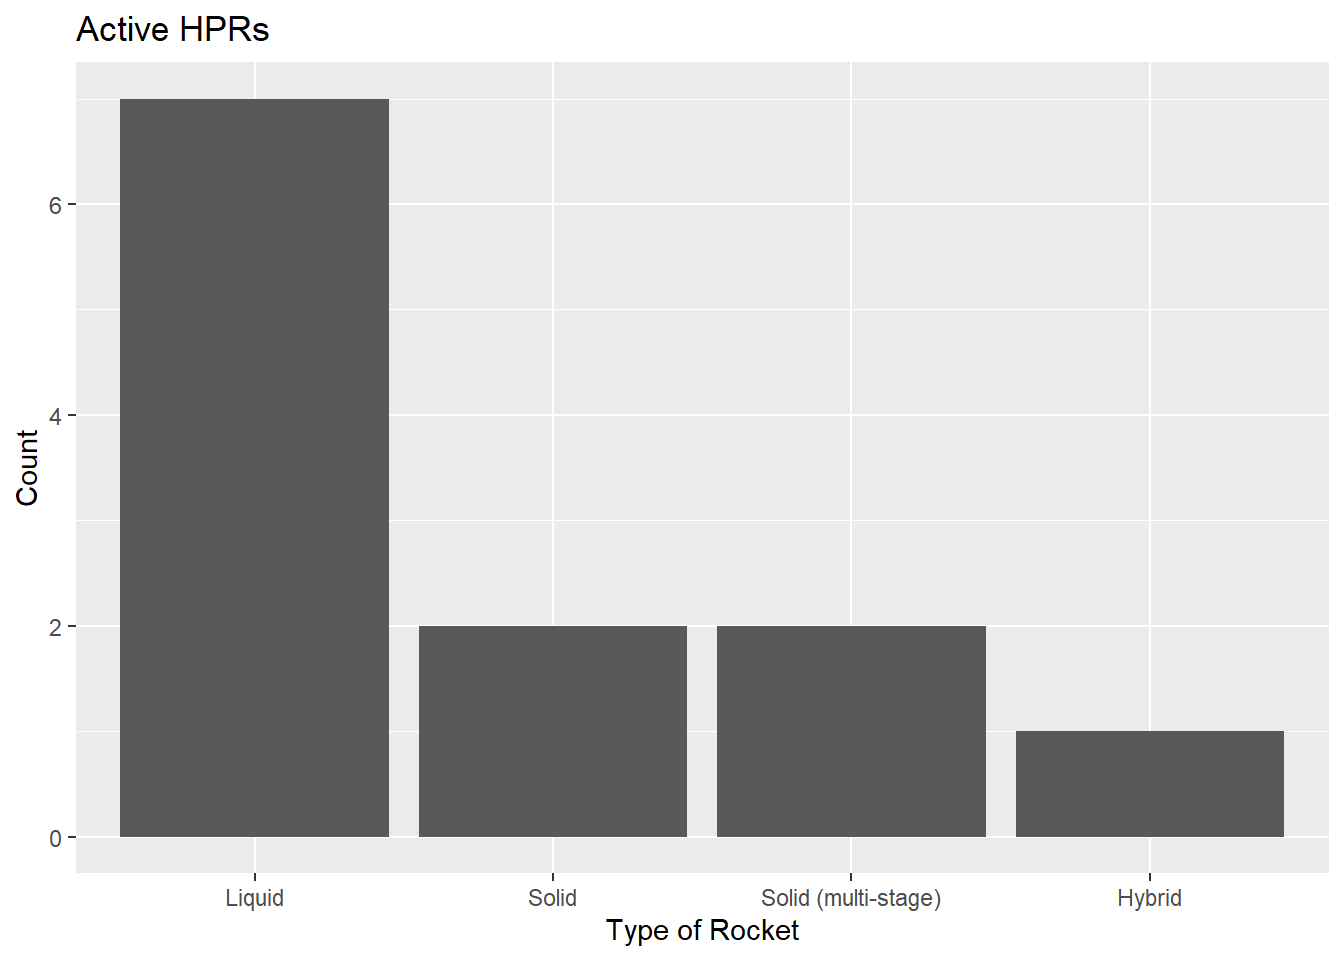 Active HPRs
Count
6
4
2
0
Liquid
Solid
Solid (multi-stage)
Hybrid
Type of Rocket